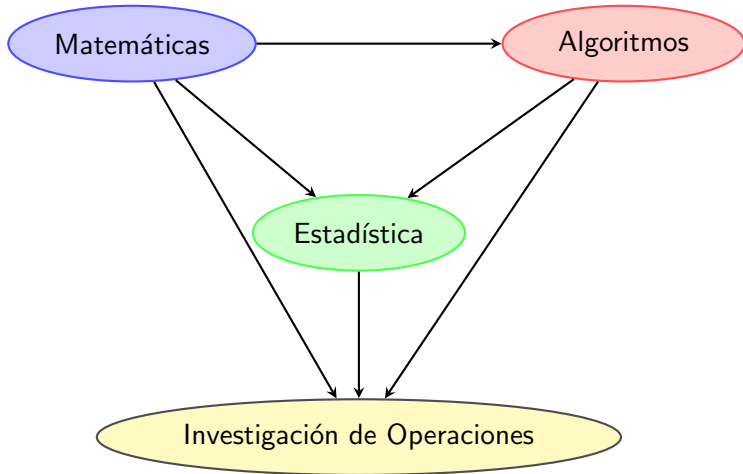 Matemáticas
Algoritmos
Estadística
Investigación de Operaciones